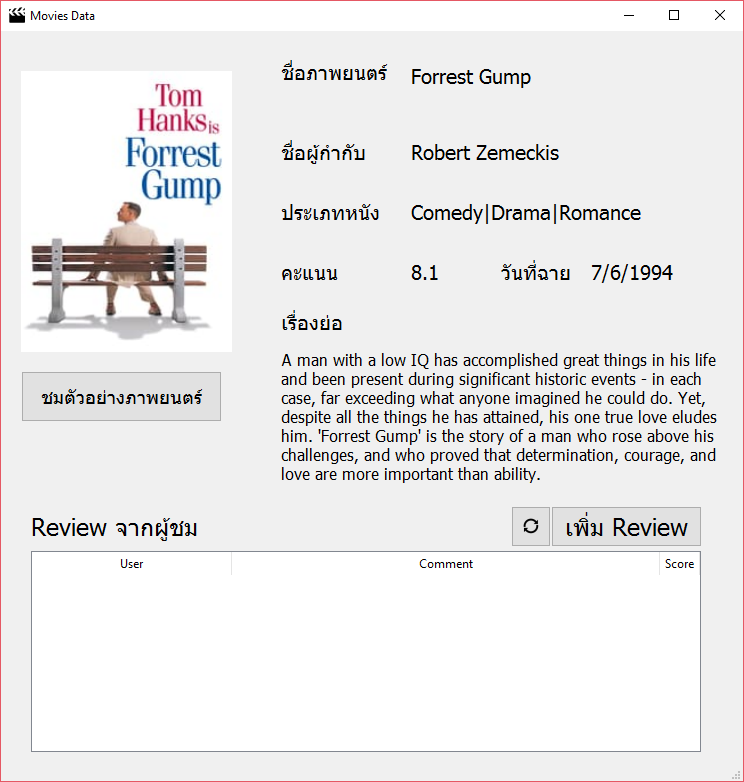 Movies Data
Tom
Hanks is
Forrest
Gump
ชมตัวอย่างภาพยนตร์
ชื่อภาพยนตร์ Forrest Gump
ชื่อผู้กำกับ Robert Zemeckis
ประเภทหนัง Comedy|Drama|Romance
คะแนน 8.1 วันที่ฉาย 7/6/1994
เรื่องย่อ
A man with a low IQ has accomplished great things in his life
and been present during significant historic events - in each
case, far exceeding what anyone imagined he could do. Yet,
despite all the things he has attained, his one true love eludes
him. 'Forrest Gump' is the story of a man who rose above his
challenges, and who proved that determination, courage, and
love are more important than ability.
Review จากผู้ชม เพิ่ม Review
User Comment Score